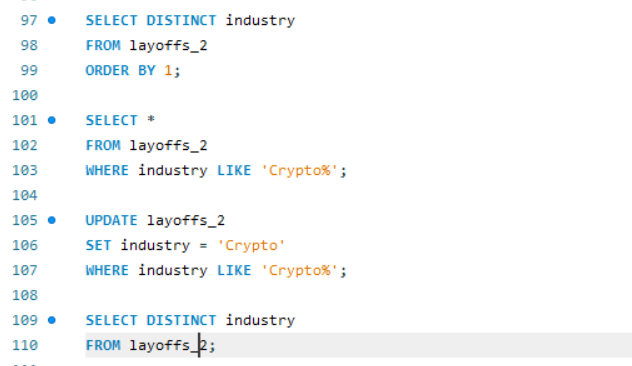 97 SELECT DISTINCT industry
98 FROM layoffs_2
99 ORDER BY 1;
100
101 SELECT *
102 FROM layoffs_2
103 WHERE industry LIKE 'Crypto%';
104
105 UPDATE layoffs_2
106 SET industry = 'Crypto'
107 WHERE industry LIKE 'Crypto%';
108
109 SELECT DISTINCT industry
110 FROM layoffs_2;